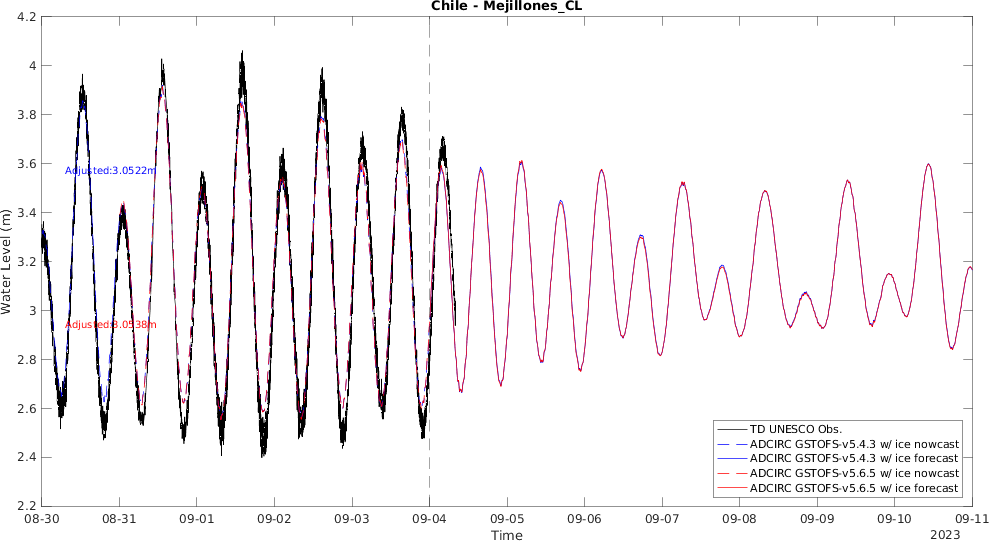 Chile - Mejillones_CL
4.2
4
3.8
3.6
3.4
3.2
3
2.8
2.6
2.4
2.2
Water Level (m)
Adjusted:3.0522m
Adjusted:3.0538m
TD UNESCO Obs.
ADCIRC GSTOFS-v5.4.3 w/ ice nowcast
ADCIRC GSTOFS-v5.4.3 w/ ice forecast
ADCIRC GSTOFS-v5.6.5 w/ ice nowcast
ADCIRC GSTOFS-v5.6.5 w/ ice forecast
08-30 08-31 09-01 09-02 09-03 09-04 09-05 09-06 09-07 09-08 09-09 09-10 09-11
Time
2023